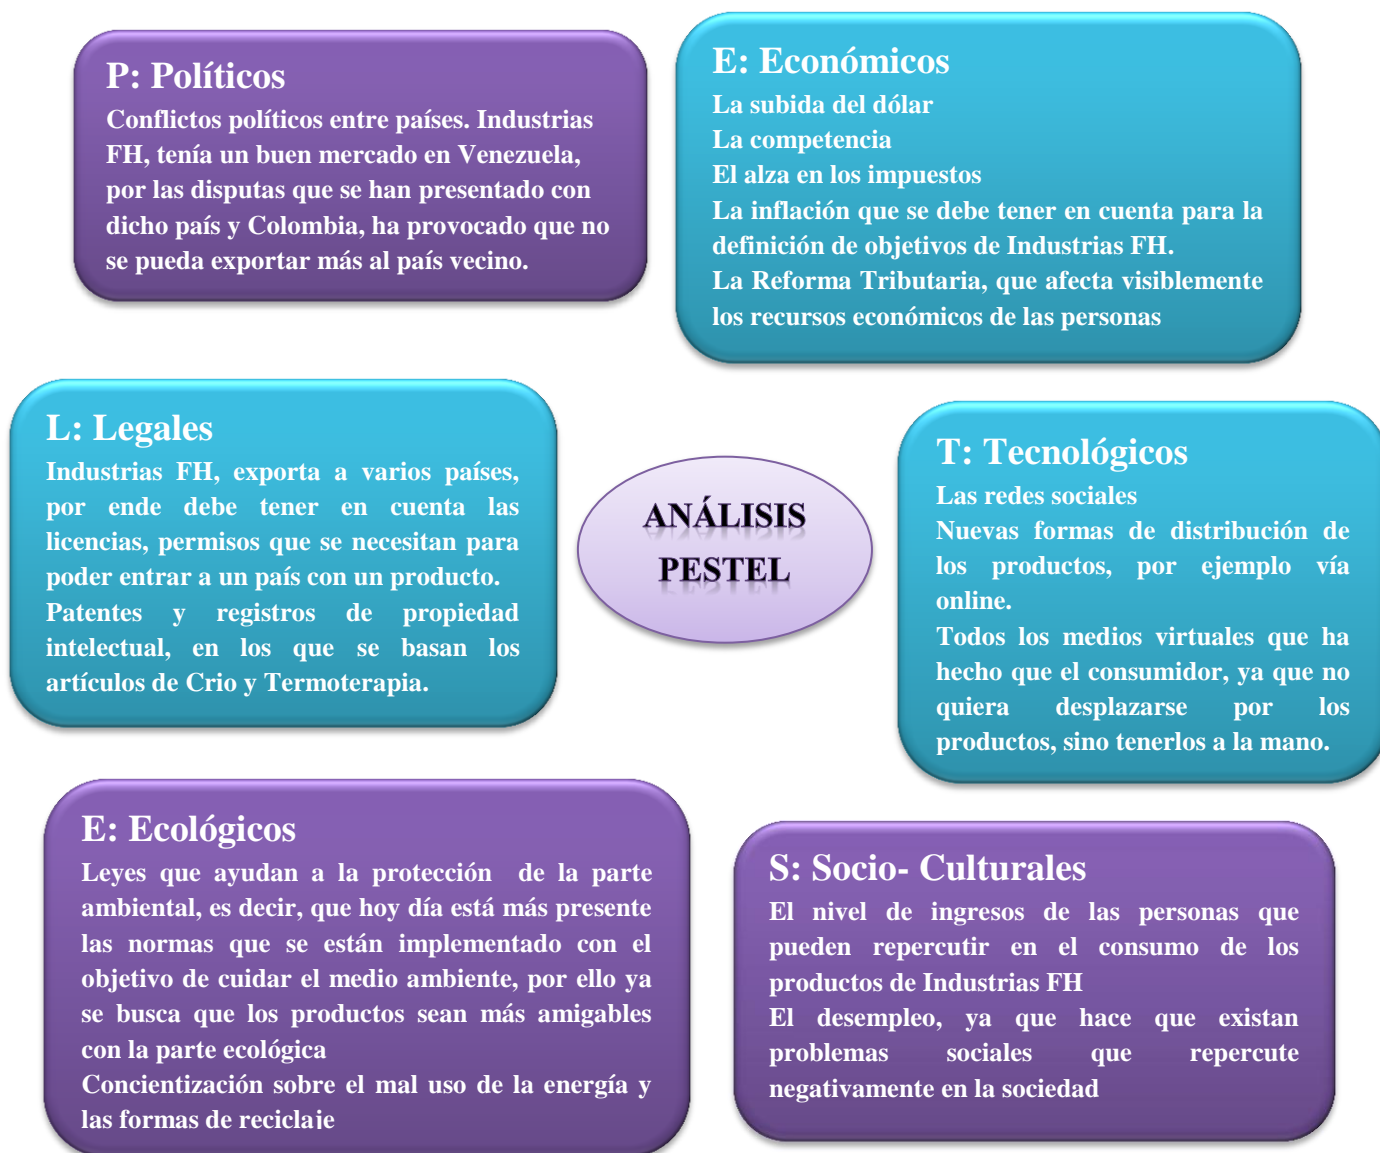 P: Políticos
Conflictos políticos entre países. Industrias
FH, tenía un buen mercado en Venezuela,
por las disputas que se han presentado con
dicho país y Colombia, ha provocado que no
se pueda exportar más al país vecino.
E: Económicos
La subida del dólar
La competencia
El alza en los impuestos
La inflación que se debe tener en cuenta para la
definición de objetivos de Industrias FH.
La Reforma Tributaria, que afecta visiblemente
los recursos económicos de las personas
L: Legales
Industrias FH, exporta a varios países,
por ende debe tener en cuenta las
licencias, permisos que se necesitan para
poder entrar a un país con un producto.
Patentes y registros de propiedad
intelectual, en los que se basan los
artículos de Crio y Termoterapia.
ANÁLISIS
PESTEL
T: Tecnológicos
Las redes sociales
Nuevas formas de distribución de
los productos, por ejemplo vía
online.
Todos los medios virtuales que ha
hecho que el consumidor, ya que no
quiera desplazarse por los
productos, sino tenerlos a la mano.
E: Ecológicos
Leyes que ayudan a la protección de la parte
ambiental, es decir, que hoy día está más presente
las normas que se están implementado con el
objetivo de cuidar el medio ambiente, por ello ya
se busca que los productos sean más amigables
con la parte ecológica
Concientización sobre el mal uso de la energía y
las formas de reciclaje
S: Socio- Culturales
El nivel de ingresos de las personas que
pueden repercutir en el consumo de los
productos de Industrias FH
El desempleo, ya que hace que existan
problemas sociales que repercute
negativamente en la sociedad